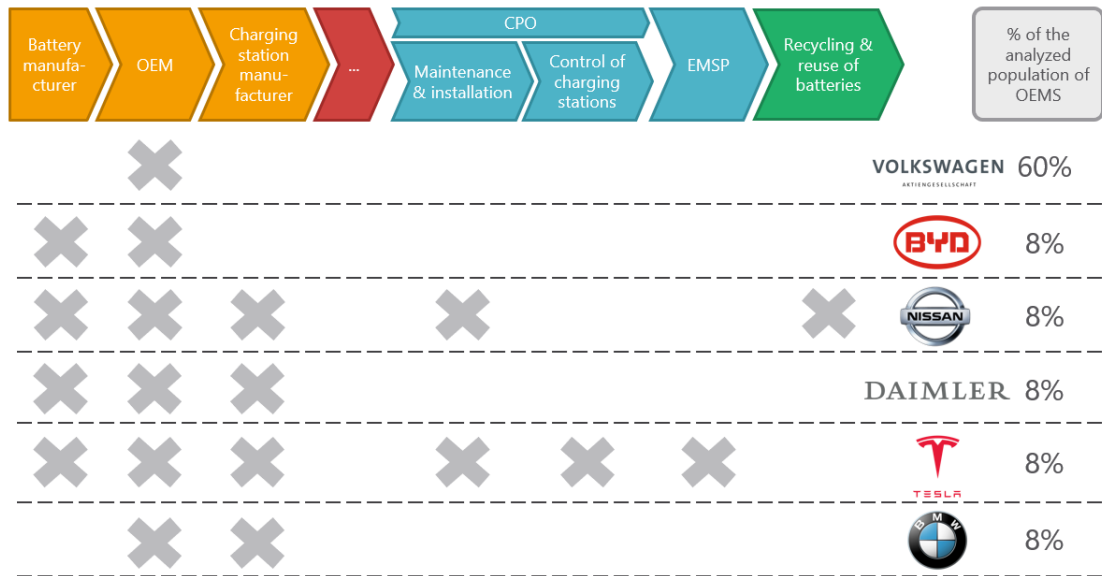 Battery
manufa-
cturer
OEM
Charging
station
manu-
facturer
...
CPO
Maintenance
& installation
Control of
charging
stations
EMSP
Recycling &
reuse of
batteries
% of the
analyzed
population of
OEMS
VOLKSWAGEN
AKTIENGESELLSCHAFT
60%
BYD
8%
NISSAN
8%
DAIMLER
8%
TESLA
8%
BMW
8%